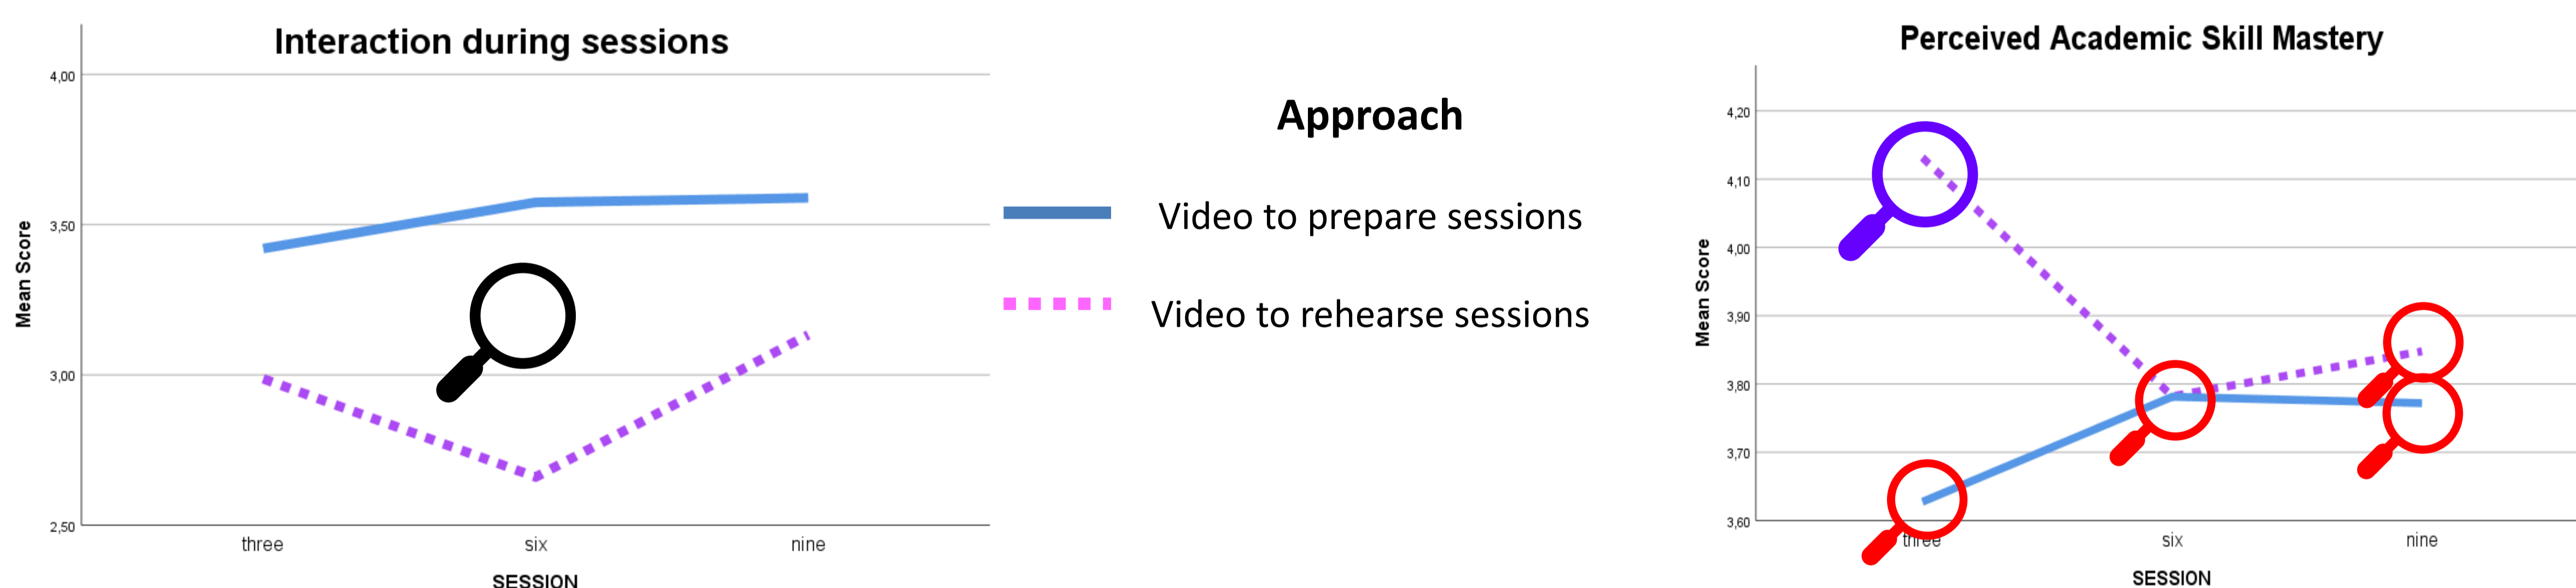 Interaction during sessions
4,00
3,50
3,00
2,50
Mean Score
three six nine
SESSION
Approach
Video to prepare sessions
Video to rehearse sessions
Perceived Academic Skill Mastery
4,20
4,10
4,00
3,90
3,80
3,70
3,60
Mean Score
three six nine
SESSION